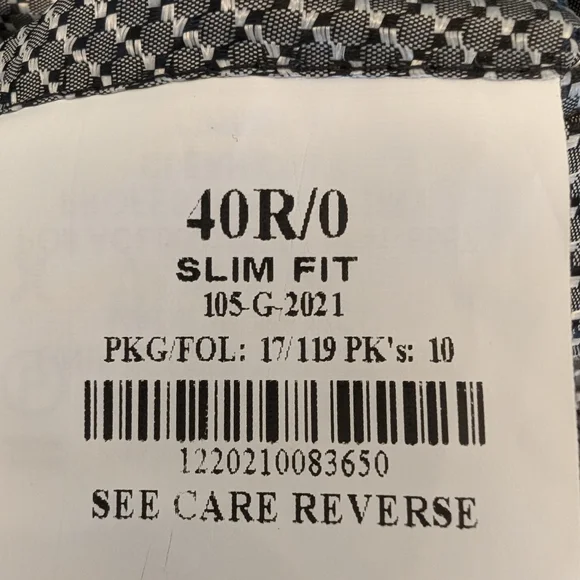 40R/0
SLIM FIT
105-G-2021
PKG/FOL: 17/119 PK's: 10
1220210083650
SEE CARE REVERSE